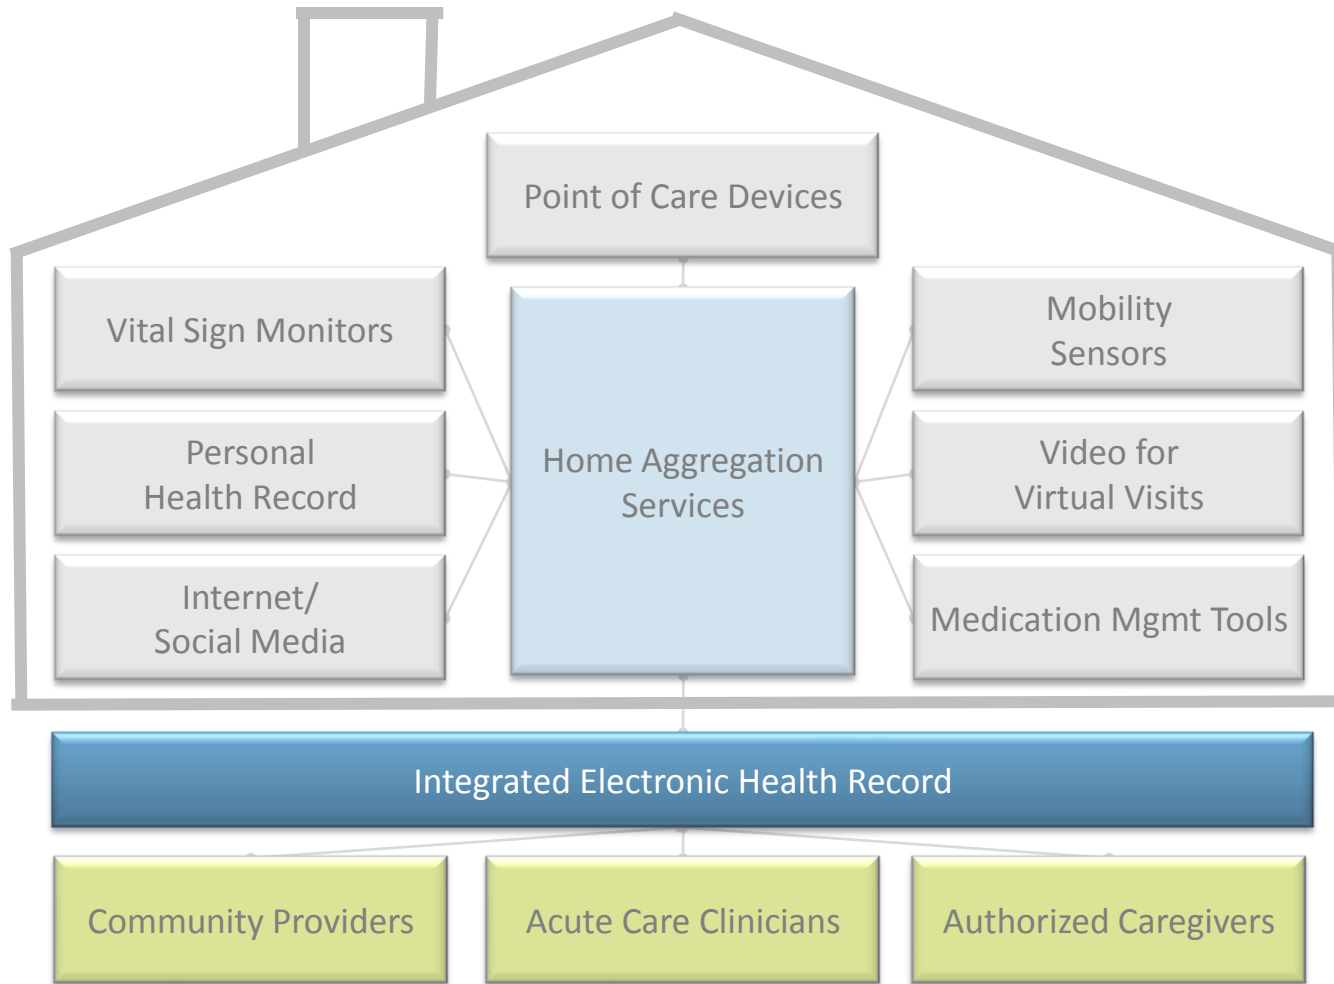 Point of Care Devices
Vital Sign Monitors
Personal
Health Record
Internet/
Social Media
Home Aggregation
Services
Mobility
Sensors
Video for
Virtual Visits
Medication Mgmt Tools
Integrated Electronic Health Record
Community Providers
Acute Care Clinicians
Authorized Caregivers